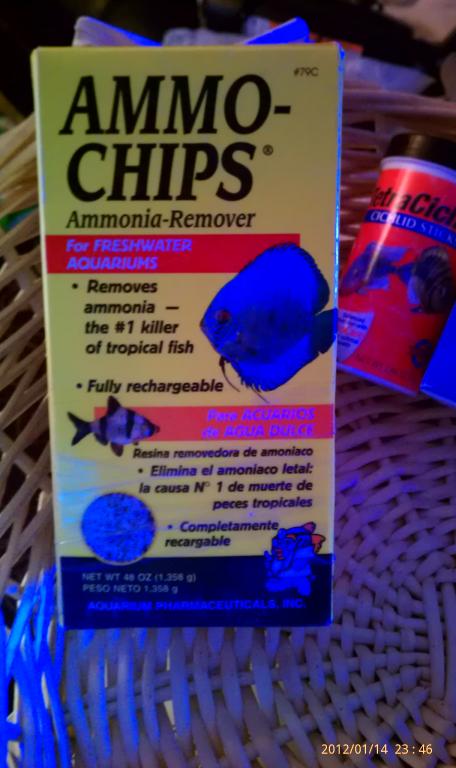 #79C
AMMO-
CHIPS®
Ammonia-Remover
For FRESHWATER
AQUARIUMS
• Removes
ammonia —
the #1 killer
of tropical fish
• Fully rechargeable
Para ACUARIOS
de AGUA DULCE
Resina removedora de amoniaco
• Elimina el amoniaco letal:
la causa N° 1 de muerte de
peces tropicales
• Completamente
recargable
NET WT 48 OZ (1,358 g)
PESO NETO 1,358 g
AQUARIUM PHARMACEUTICALS, INC.
TetraCichl
CICHLID STICKS
2012/01/14 23:46